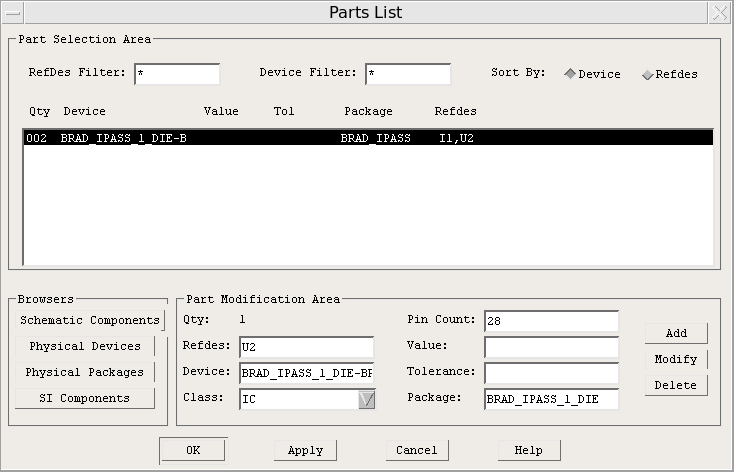 Parts List
Part Selection Area
RefDes Filter: * Device Filter: * Sort By: Device Refdes
Qty Device Value Tol Package Refdes
002 BRAD_IPASS_1_DIE-B BRAD_IPASS I1,U2
Browsers
Schematic Components
Physical Devices
Physical Packages
SI Components
Part Modification Area
Qty: 1 Pin Count: 28
Refdes: U2 Value:
Device: BRAD_IPASS_1_DIE-BR Tolerance:
Class: IC Package: BRAD_IPASS_1_DIE
Add
Modify
Delete
OK Apply Cancel Help